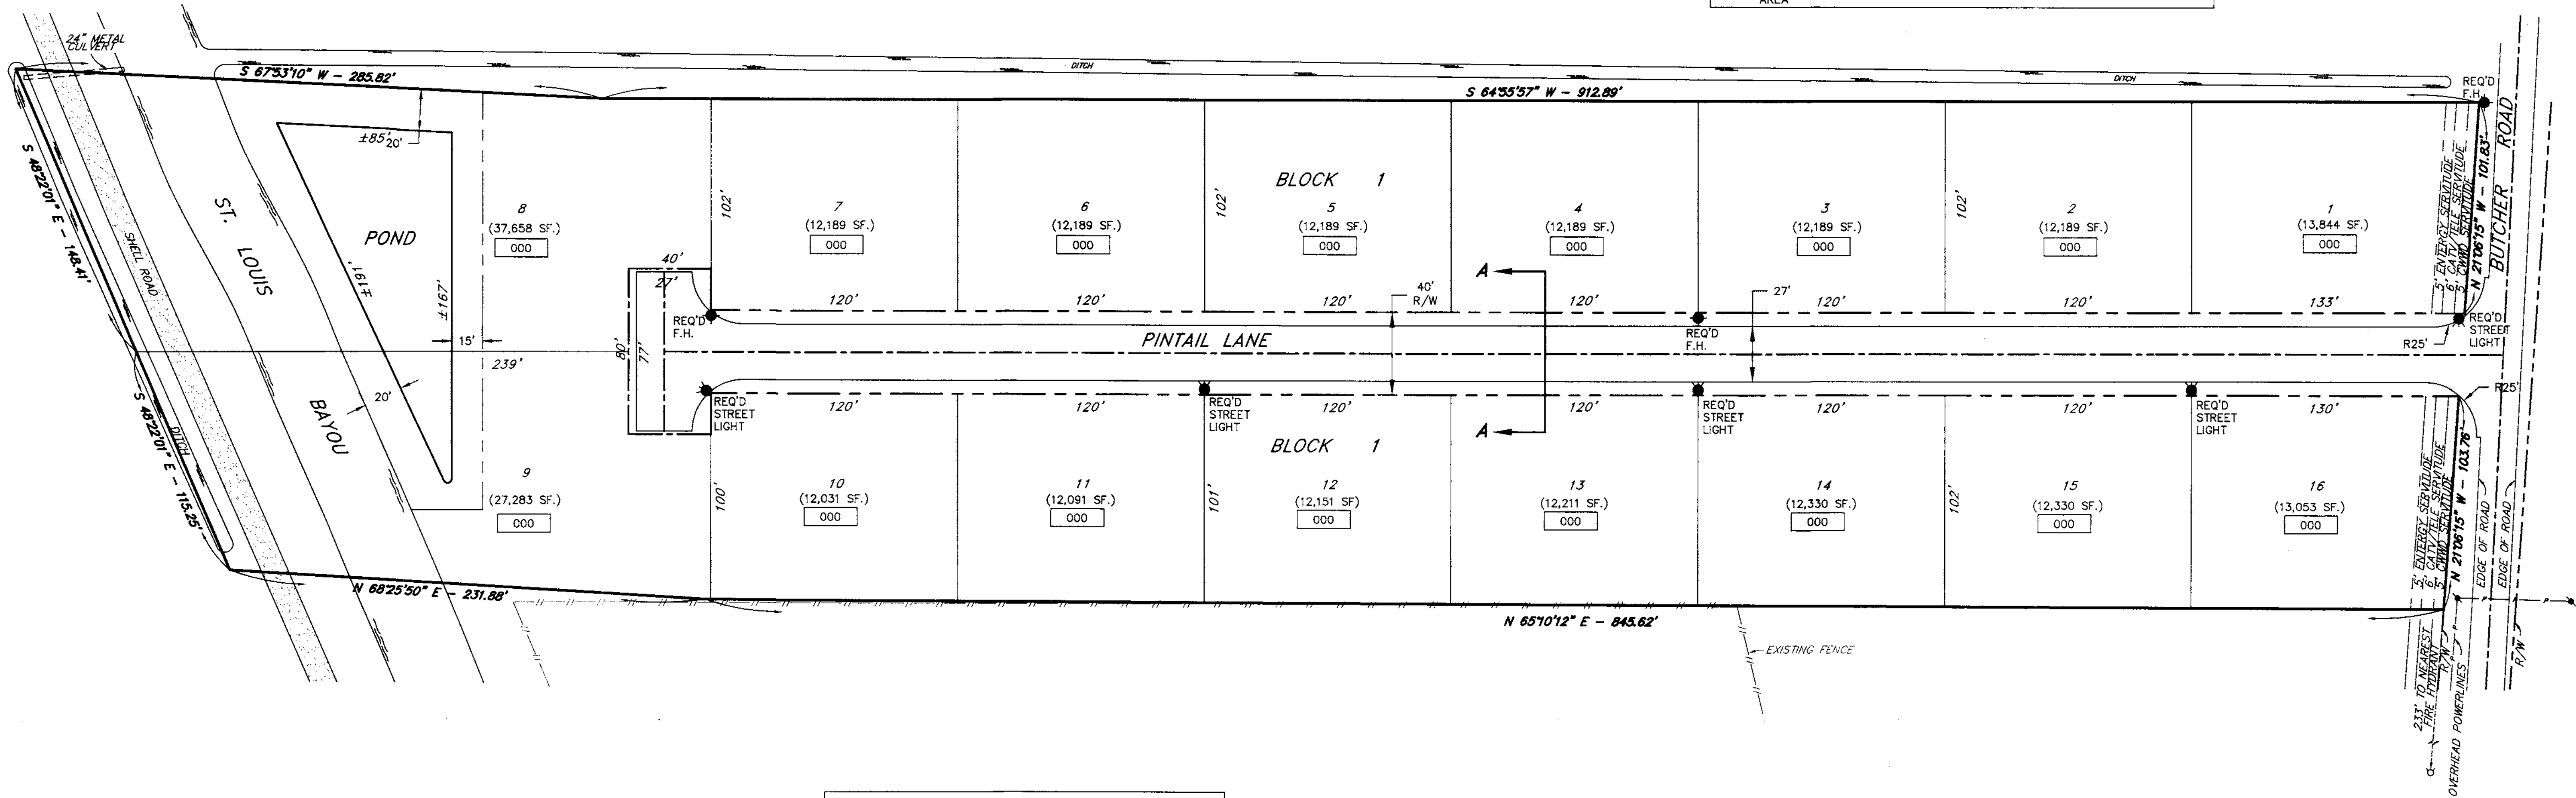 AREA
24" METAL
CULVERT
S 67°53'10" W - 285.82'
DITCH
S 64°55'57" W - 912.89'
DITCH
REQ'D
F.H.
BUTCHER ROAD
±85'
20'
S 48°22'01" E - 148.41'
SHELL ROAD
ST. LOUIS
BAYOU
POND
±191'
±167'
15'
239'
20'
8
(37,658 SF.)
000
102'
7
(12,189 SF.)
000
6
(12,189 SF.)
000
102'
BLOCK 1
5
(12,189 SF.)
000
4
(12,189 SF.)
000
3
(12,189 SF.)
000
102'
2
(12,189 SF.)
000
1
(13,844 SF.)
000
5' ENTERGY SERVITUDE
6' CATV/TELE SERVITUDE
5' CWWD SERVITUDE
N 21°06'15" W - 101.83'
40'
27'
80'
77'
REQ'D
F.H.
120'
120'
120'
40'
R/W
A
120'
27'
120'
120'
133'
REQ'D
F.H.
REQ'D
STREET
LIGHT
R25'
PINTAIL LANE
R25'
REQ'D
STREET
LIGHT
120'
120'
REQ'D
STREET
LIGHT
120'
A
120'
REQ'D
STREET
LIGHT
120'
120'
REQ'D
STREET
LIGHT
130'
BLOCK 1
S 48°22'01" E - 115.25'
DITCH
9
(27,283 SF.)
000
100'
10
(12,031 SF.)
000
11
(12,091 SF.)
000
101'
12
(12,151 SF)
000
13
(12,211 SF.)
000
14
(12,330 SF.)
000
102'
15
(12,330 SF.)
000
16
(13,053 SF.)
000
5' ENTERGY SERVITUDE
6' CATV/TELE SERVITUDE
5' CWWD SERVITUDE
N 21°06'15" W - 103.76'
EDGE OF ROAD
EDGE OF ROAD
N 68°25'50" E - 231.88'
N 65°10'12" E - 845.62'
EXISTING FENCE
233' TO NEAREST
FIRE HYDRANT
R/W
OVERHEAD POWERLINES
P
P
P
P
P
R/W